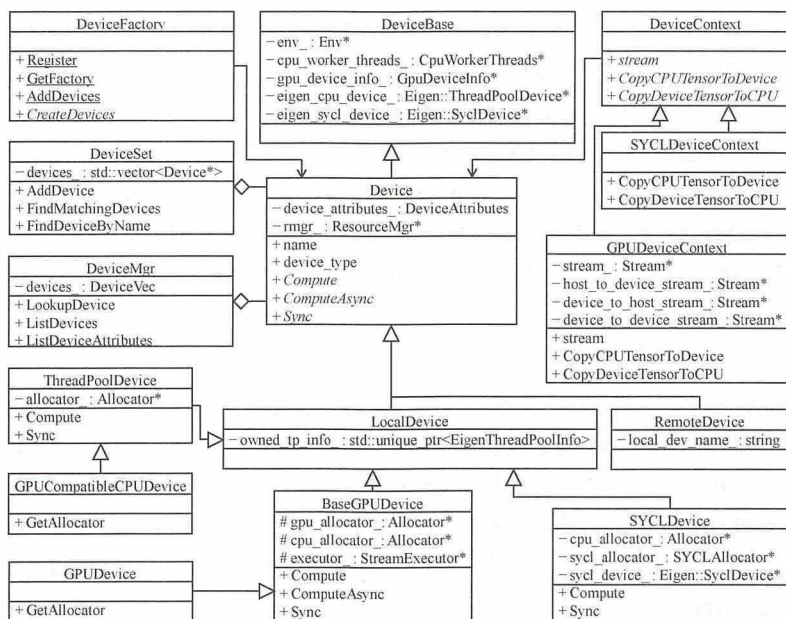 DeviceFactory
+ Register
+ GetFactory
+ AddDevices
+ CreateDevices
DeviceBase
− env_ : Env*
− cpu_worker_threads_ : CpuWorkerThreads*
− gpu_device_info_ : GpuDeviceInfo*
− eigen_cpu_device_ : Eigen::ThreadPoolDevice*
− eigen_sycl_device_ : Eigen::SyclDevice*
DeviceContext
+ stream
+ CopyCPUTensorToDevice
+ CopyDeviceTensorToCPU
DeviceSet
− devices_ : std::vector<Device*>
+ AddDevice
+ FindMatchingDevices
+ FindDeviceByName
Device
− device_attributes_ : DeviceAttributes
− rmgr_ : ResourceMgr*
+ name
+ device_type
+ Compute
+ ComputeAsync
+ Sync
SYCLDeviceContext
+ CopyCPUTensorToDevice
+ CopyDeviceTensorToCPU
DeviceMgr
− devices_ : DeviceVec
+ LookupDevice
+ ListDevices
+ ListDeviceAttributes
GPUDeviceContext
− stream_ : Stream*
− host_to_device_stream_ : Stream*
− device_to_host_stream_ : Stream*
− device_to_device_stream_ : Stream*
+ stream
+ CopyCPUTensorToDevice
+ CopyDeviceTensorToCPU
ThreadPoolDevice
− allocator_ : Allocator*
+ Compute
+ Sync
LocalDevice
− owned_tp_info_ : std::unique_ptr<EigenThreadPoolInfo>
RemoteDevice
− local_dev_name_ : string
GPUCompatibleCPUDevice
+ GetAllocator
BaseGPUDevice
# gpu_allocator_ : Allocator*
# cpu_allocator_ : Allocator*
# executor_ : StreamExecutor*
+ Compute
+ ComputeAsync
+ Sync
SYCLDevice
− cpu_allocator_ : Allocator*
− sycl_allocator_ : SYCLAllocator*
− sycl_device_ : Eigen::SyclDevice*
+ Compute
+ Sync
GPUDevice
+ GetAllocator